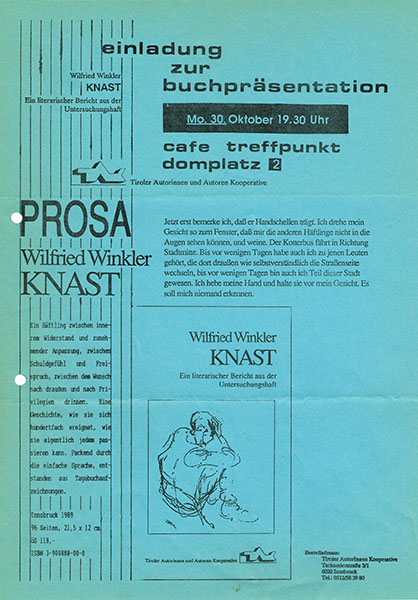 einladung
zur
buchpräsentation
Mo. 30. Oktober 19.30 Uhr
cafe treffpunkt
domplatz 2
Wilfried Winkler
KNAST
Ein literarischer Bericht aus der
Untersuchungshaft
Tiroler Autorinnen und Autoren Kooperative
PROSA
Wilfried Winkler
KNAST
Jetzt erst bemerke ich, daß er Handschellen trägt. Ich drehe mein
Gesicht so zum Fenster, daß mir die anderen Häftlinge nicht in die
Augen sehen können, und weine. Der Kotterbus fährt in Richtung
Stadtmitte. Bis vor wenigen Tagen habe auch ich zu jenen Leuten
gehört, die dort draußen wie selbstverständlich die Straßenseite
wechseln, bis vor wenigen Tagen bin auch ich Teil dieser Stadt
gewesen. Ich hebe meine Hand und halte sie vor mein Gesicht. Es
soll mich niemand erkennen.
Ein Häftling zwischen inne-
rem Widerstand und zuneh-
mender Anpassung, zwischen
Schuldgefühl und Frei-
spruch, zwischen dem Wunsch
nach draußen und nach Pri-
vilegien drinnen. Eine
Geschichte, wie sie sich
hundertfach ereignet, wie
sie eigentlich jedem pas-
sieren kann. Packend durch
die einfache Sprache, ent-
standen aus Tagebuchauf-
zeichnungen.
Innsbruck 1989
96 Seiten, 21,5 x 12 cm
öS 118,-
ISBN 3-900888-00-0
Wilfried Winkler
KNAST
Ein literarischer Bericht aus der
Untersuchungshaft
Tiroler Autorinnen und Autoren Kooperative
Bestelladresse:
Tiroler AutorInnen Kooperative
Tschamlerstraße 3/1
6020 Innsbruck
Tel.: 0512/58 39 80